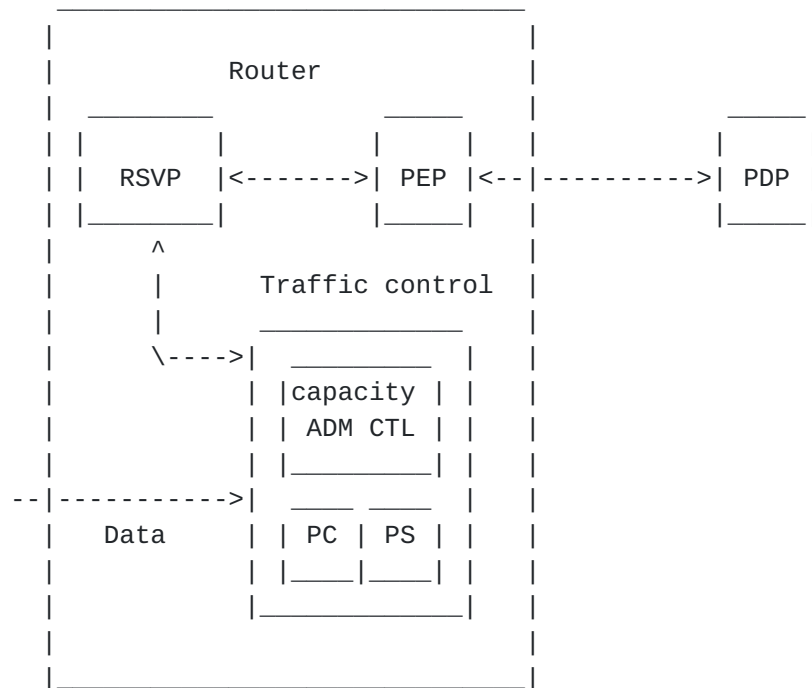 Router
RSVP PEP PDP
Traffic control
capacity
ADM CTL
Data PC PS